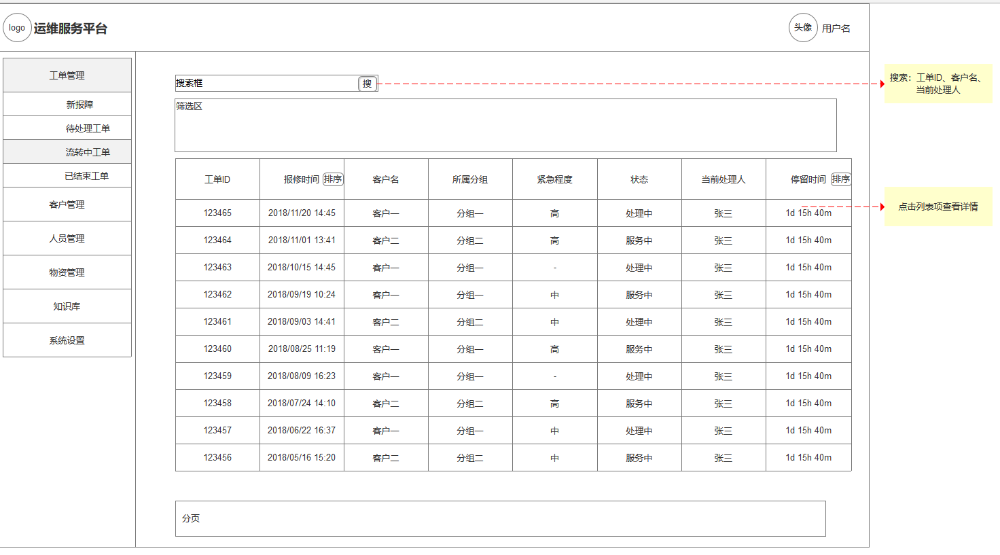 logo 运维服务平台 头像 用户名
工单管理
新报障
待处理工单
流转中工单
已结束工单
客户管理
人员管理
物资管理
知识库
系统设置
搜索框 搜
搜索：工单ID、客户名、
当前处理人
筛选区
工单ID 报修时间 排序 客户名 所属分组 紧急程度 状态 当前处理人 停留时间 排序
123465 2018/11/20 14:45 客户一 分组一 高 处理中 张三 1d 15h 40m
点击列表项查看详情
123464 2018/11/01 13:41 客户二 分组二 高 服务中 张三 1d 15h 40m
123463 2018/10/15 14:45 客户一 分组一 - 处理中 张三 1d 15h 40m
123462 2018/09/19 10:24 客户一 分组一 中 服务中 张三 1d 15h 40m
123461 2018/09/03 14:41 客户二 分组二 中 处理中 张三 1d 15h 40m
123460 2018/08/25 11:19 客户一 分组一 高 服务中 张三 1d 15h 40m
123459 2018/08/09 16:23 客户一 分组一 - 处理中 张三 1d 15h 40m
123458 2018/07/24 14:10 客户二 分组二 高 服务中 张三 1d 15h 40m
123457 2018/06/22 16:37 客户一 分组一 中 处理中 张三 1d 15h 40m
123456 2018/05/16 15:20 客户二 分组二 中 服务中 张三 1d 15h 40m
分页